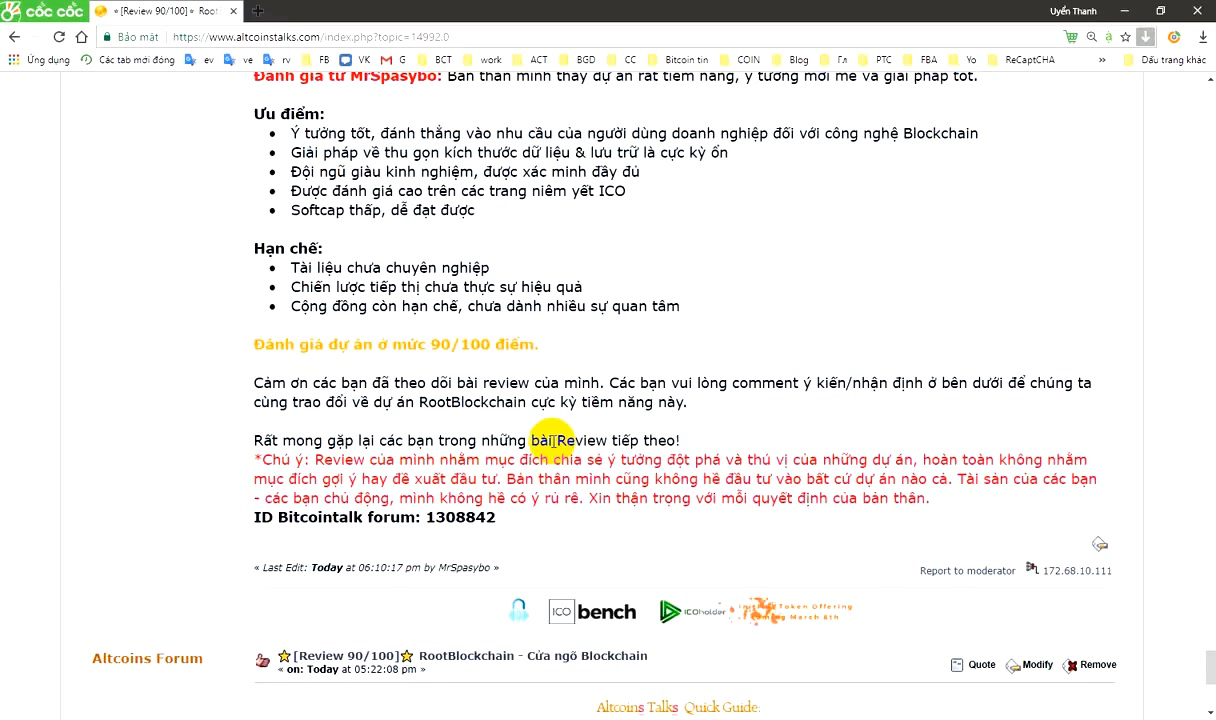 cốc cốc
⭐[Review 90/100]⭐ Root
Uyển Thanh
Bảo mật
https://www.altcoinstalks.com/index.php?topic=14992.0
Ứng dụng
Các tab mới đóng
ev
ve
rv
FB
VK
G
BCT
work
ACT
BGD
CC
Bitcoin tin
COIN
Blog
Гл
PTC
FBA
Yo
ReCaptCHA
»
Dấu trang khác
Đánh giá từ MrSpasybo: Bản thân mình thấy dự án rất tiềm năng, ý tưởng mới mẻ và giải pháp tốt.
Ưu điểm:
• Ý tưởng tốt, đánh thẳng vào nhu cầu của người dùng doanh nghiệp đối với công nghệ Blockchain
• Giải pháp về thu gọn kích thước dữ liệu & lưu trữ là cực kỳ ổn
• Đội ngũ giàu kinh nghiệm, được xác minh đầy đủ
• Được đánh giá cao trên các trang niêm yết ICO
• Softcap thấp, dễ đạt được
Hạn chế:
• Tài liệu chưa chuyên nghiệp
• Chiến lược tiếp thị chưa thực sự hiệu quả
• Cộng đồng còn hạn chế, chưa dành nhiều sự quan tâm
Đánh giá dự án ở mức 90/100 điểm.
Cảm ơn các bạn đã theo dõi bài review của mình. Các bạn vui lòng comment ý kiến/nhận định ở bên dưới để chúng ta
cùng trao đổi về dự án RootBlockchain cực kỳ tiềm năng này.
Rất mong gặp lại các bạn trong những bài Review tiếp theo!
*Chú ý: Review của mình nhằm mục đích chia sẻ ý tưởng đột phá và thú vị của những dự án, hoàn toàn không nhằm
mục đích gợi ý hay đề xuất đầu tư. Bản thân mình cũng không hề đầu tư vào bất cứ dự án nào cả. Tài sản của các bạn
- các bạn chủ động, mình không hề có ý rủ rê. Xin thận trọng với mỗi quyết định của bản thân.
ID Bitcointalk forum: 1308842
« Last Edit: Today at 06:10:17 pm by MrSpasybo »
Report to moderator
172.68.10.111
ICO bench
ICOholder
Token Offering
March 6th
Altcoins Forum
⭐[Review 90/100]⭐ RootBlockchain - Cửa ngõ Blockchain
« on: Today at 05:22:08 pm »
Quote
Modify
Remove
Altcoins Talks Quick Guide: